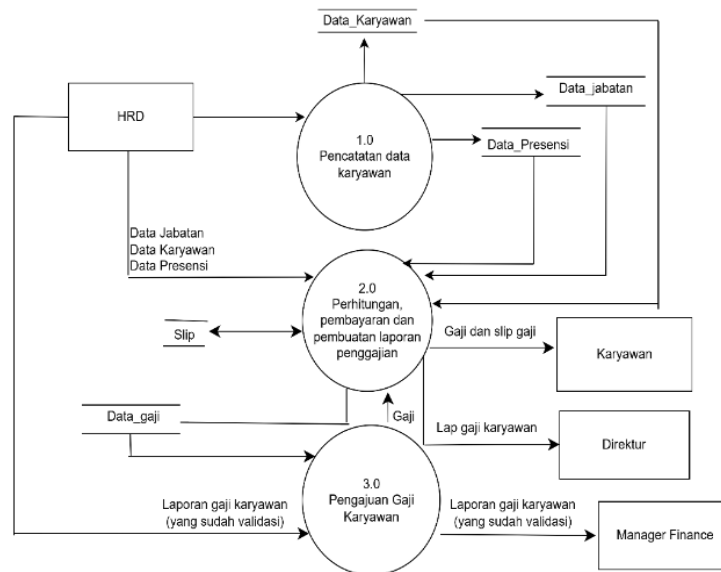 Data_Karyawan
Data_jabatan
HRD
1.0
Pencatatan data
karyawan
Data_Presensi
Data Jabatan
Data Karyawan
Data Presensi
2.0
Perhitungan,
pembayaran dan
pembuatan laporan
penggajian
Slip
Gaji dan slip gaji
Karyawan
Data_gaji
Gaji
Lap gaji karyawan
Direktur
3.0
Pengajuan Gaji
Karyawan
Laporan gaji karyawan
(yang sudah validasi)
Laporan gaji karyawan
(yang sudah validasi)
Manager Finance